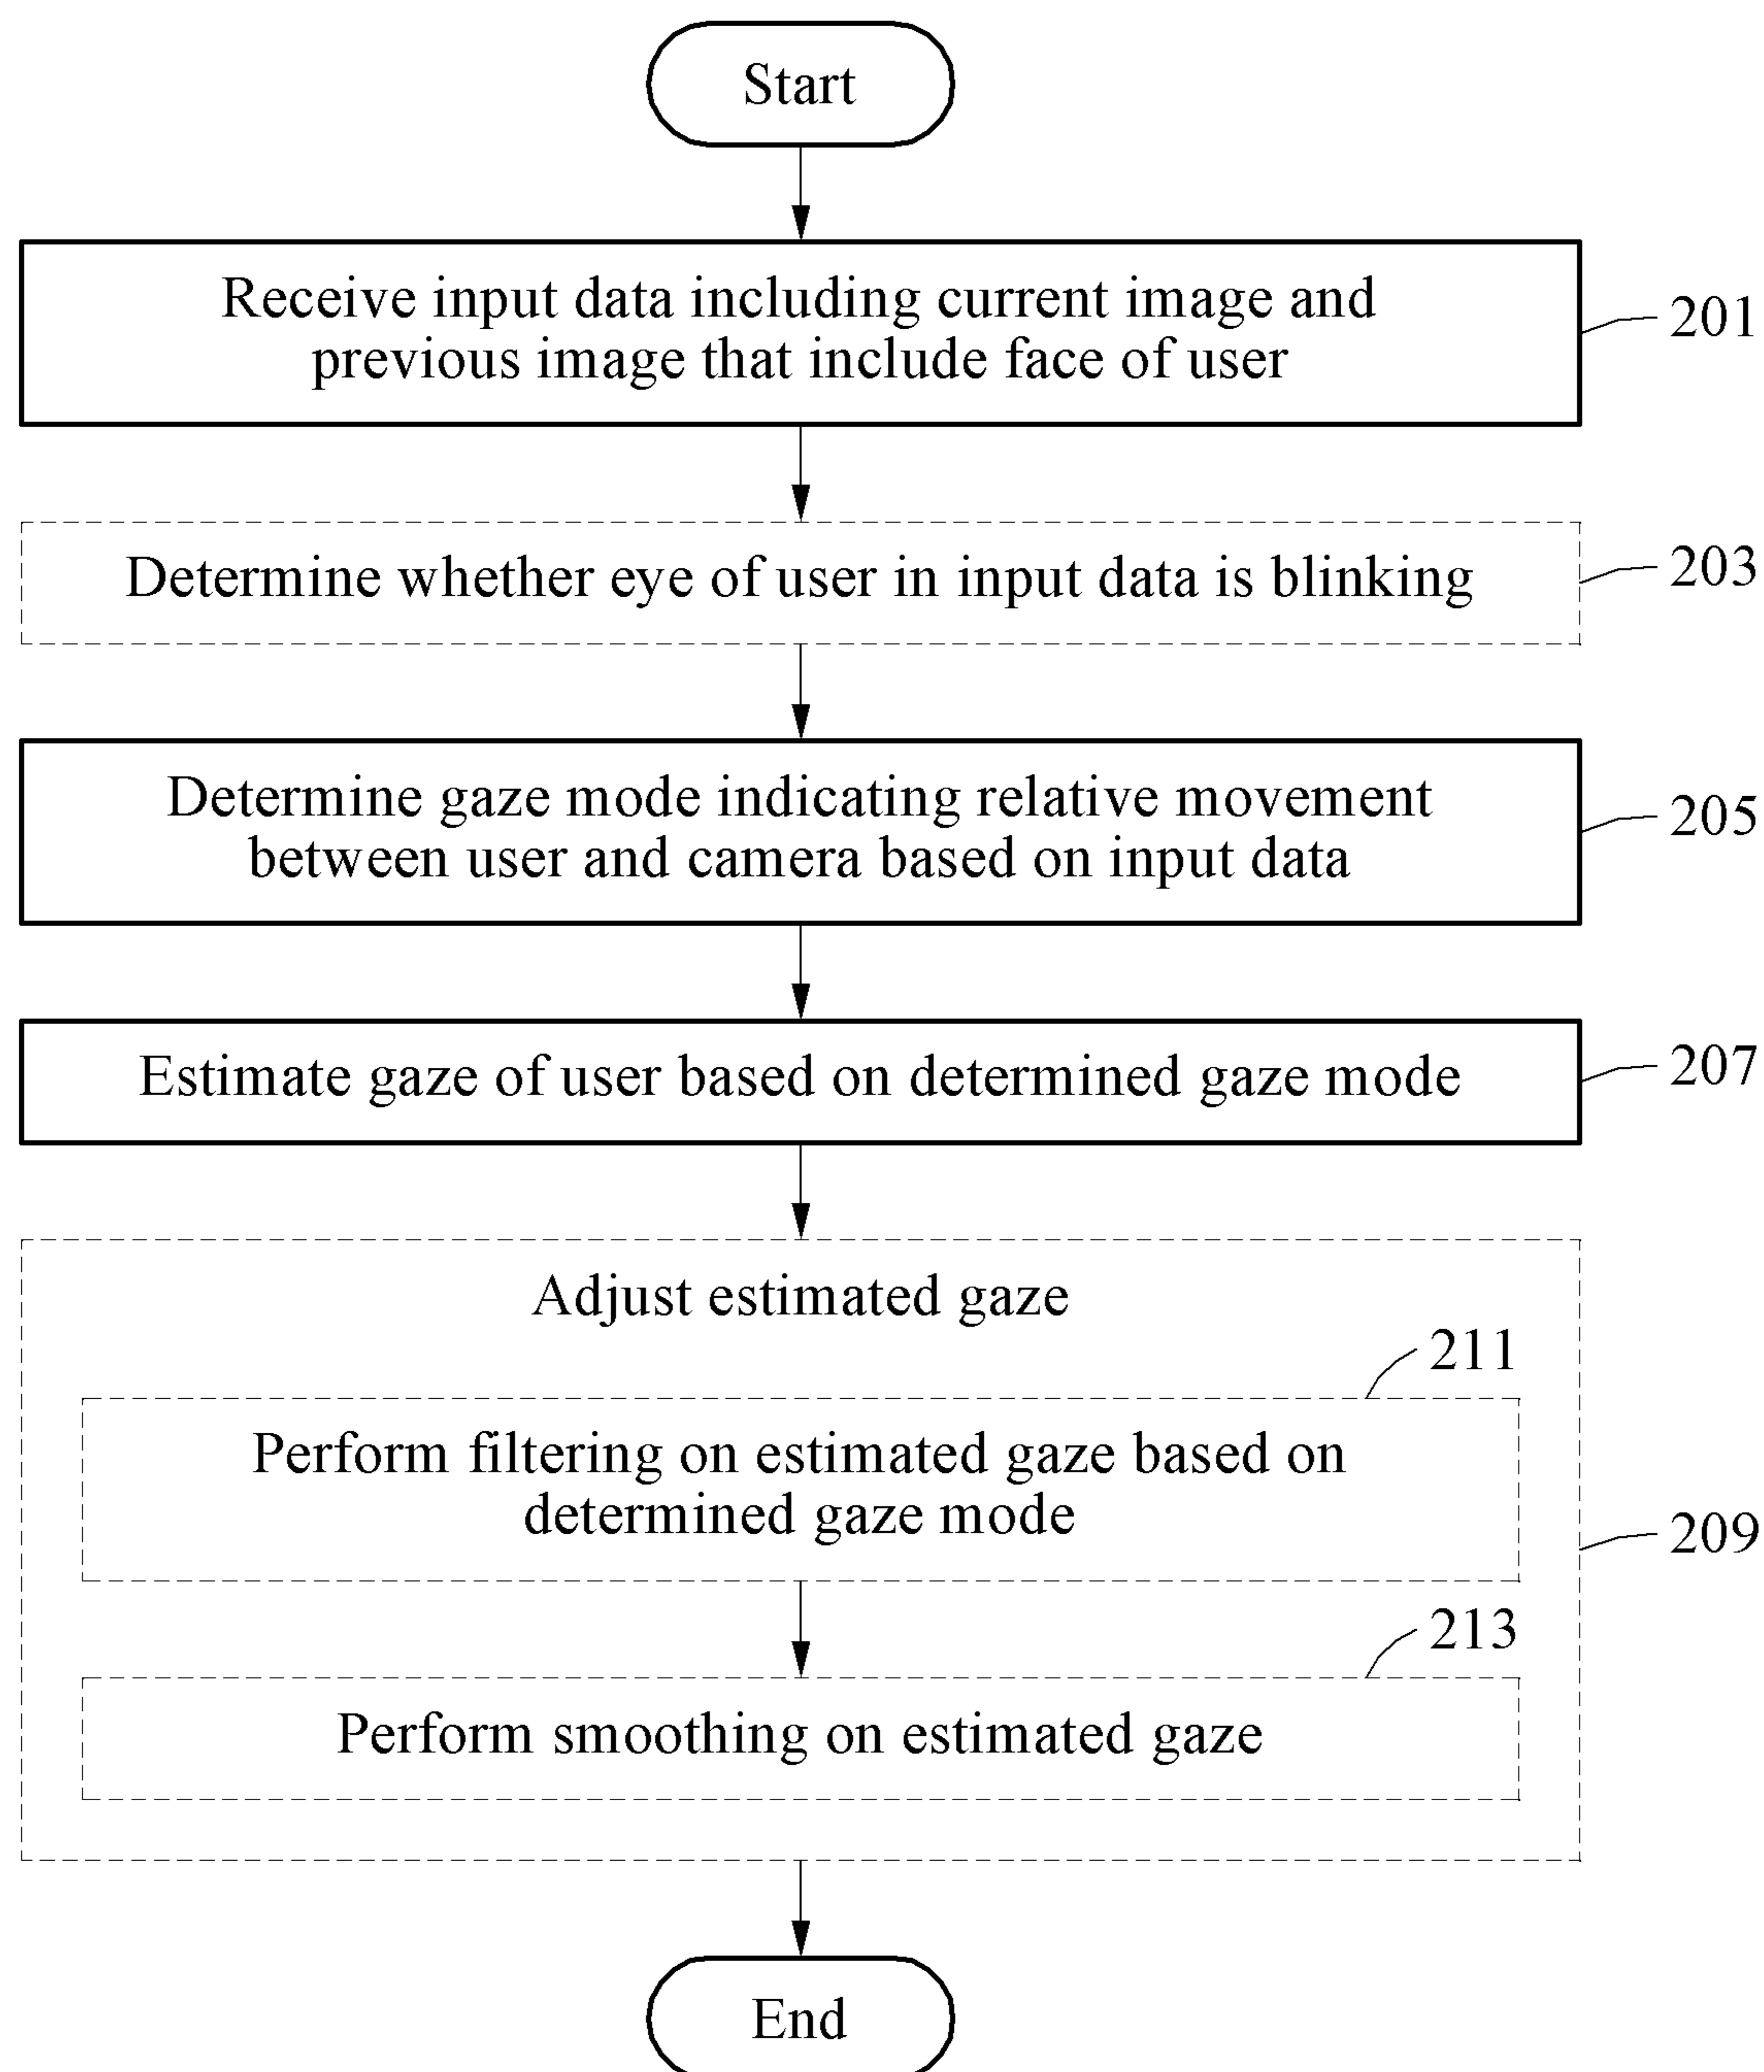 Start
Receive input data including current image and
previous image that include face of user
201
Determine whether eye of user in input data is blinking
203
Determine gaze mode indicating relative movement
between user and camera based on input data
205
Estimate gaze of user based on determined gaze mode
207
Adjust estimated gaze
211
Perform filtering on estimated gaze based on
determined gaze mode
209
213
Perform smoothing on estimated gaze
End